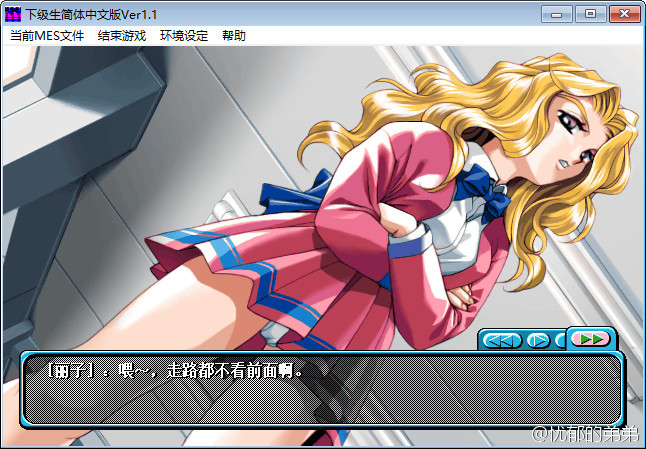 下级生简体中文版Ver1.1
当前MES文件 结束游戏 环境设定 帮助
［丽子］．喂～，走路都不看前面啊。
@忧郁的弟弟